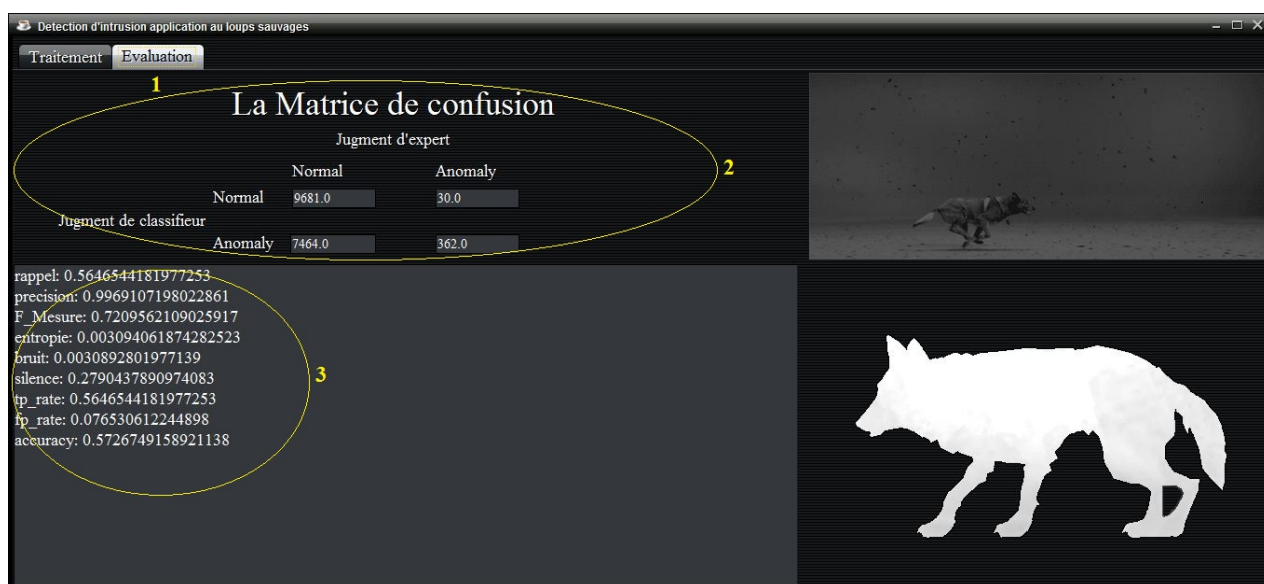 Detection d'intrusion application au loups sauvages
Traitement Evaluation
1
La Matrice de confusion
Jugment d'expert
Normal Anomaly
2
Normal 9681.0 30.0
Jugment de classifieur
Anomaly 7464.0 362.0
rappel: 0.5646544181977253
precision: 0.9969107198022861
F_Mesure: 0.7209562109025917
entropie: 0.003094061874282523
bruit: 0.0030892801977139
silence: 0.2790437890974083
3
tp_rate: 0.5646544181977253
fp_rate: 0.076530612244898
accuracy: 0.5726749158921138